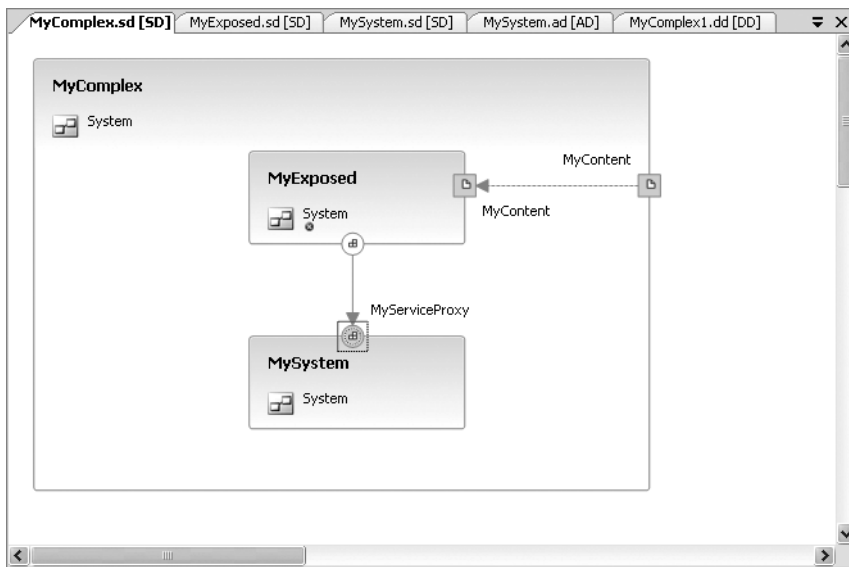 MyComplex.sd [SD] MyExposed.sd [SD] MySystem.sd [SD] MySystem.ad [AD] MyComplex1.dd [DD]
MyComplex
System
MyContent
MyExposed
System
MyContent
MyServiceProxy
MySystem
System